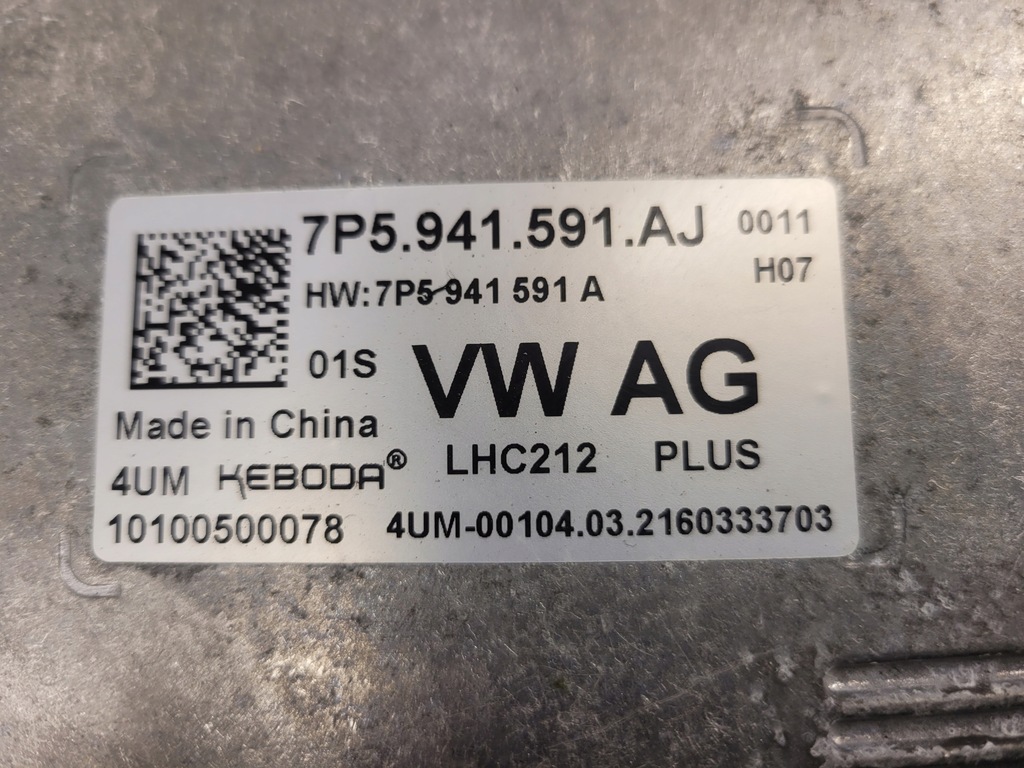 7P5.941.591.AJ 0011
HW:7P5 941 591 A H07
01S VW AG
Made in China
LHC212 PLUS
4UM KEBODA®
10100500078 4UM-00104.03.2160333703